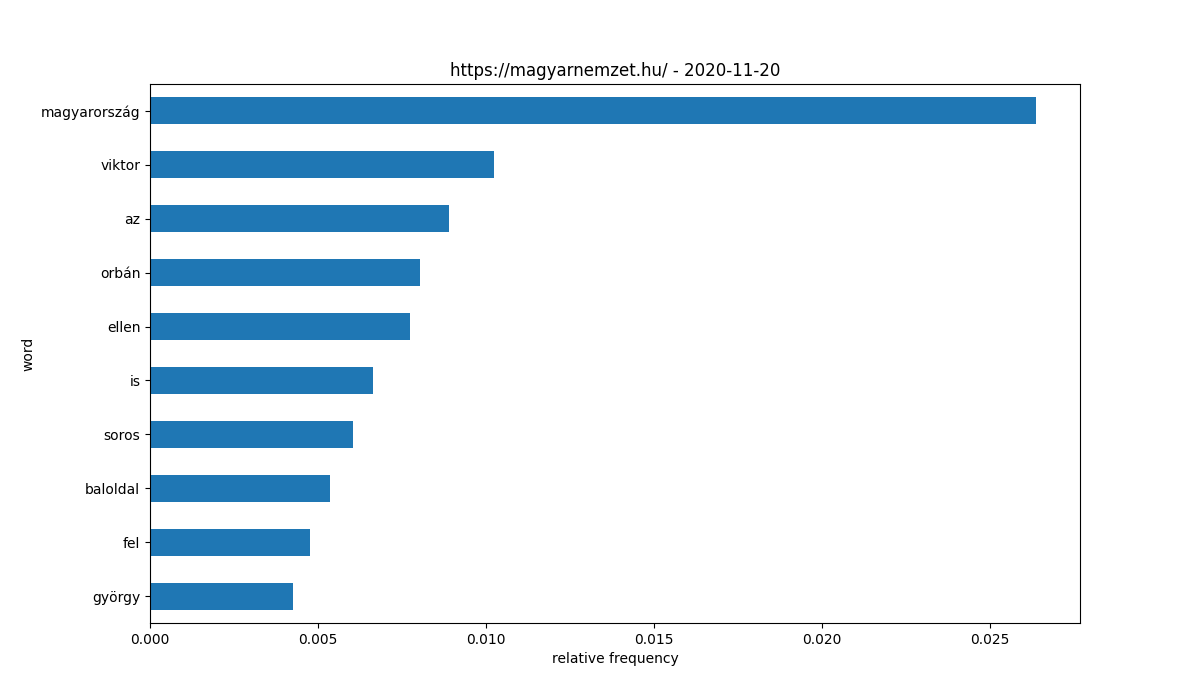 https://magyarnemzet.hu/ - 2020-11-20
magyarország
viktor
az
orbán
ellen
is
soros
baloldal
fel
györgy
word
0.000 0.005 0.010 0.015 0.020 0.025
relative frequency